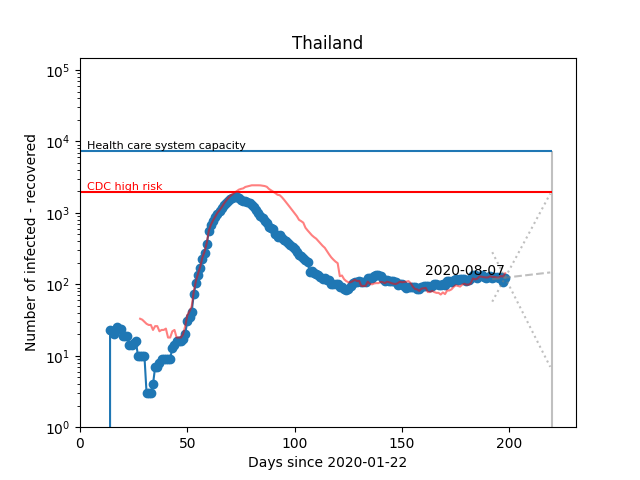 Thailand
Number of infected - recovered
10^5
10^4
10^3
10^2
10^1
10^0
Health care system capacity
CDC high risk
2020-08-07
0 50 100 150 200
Days since 2020-01-22